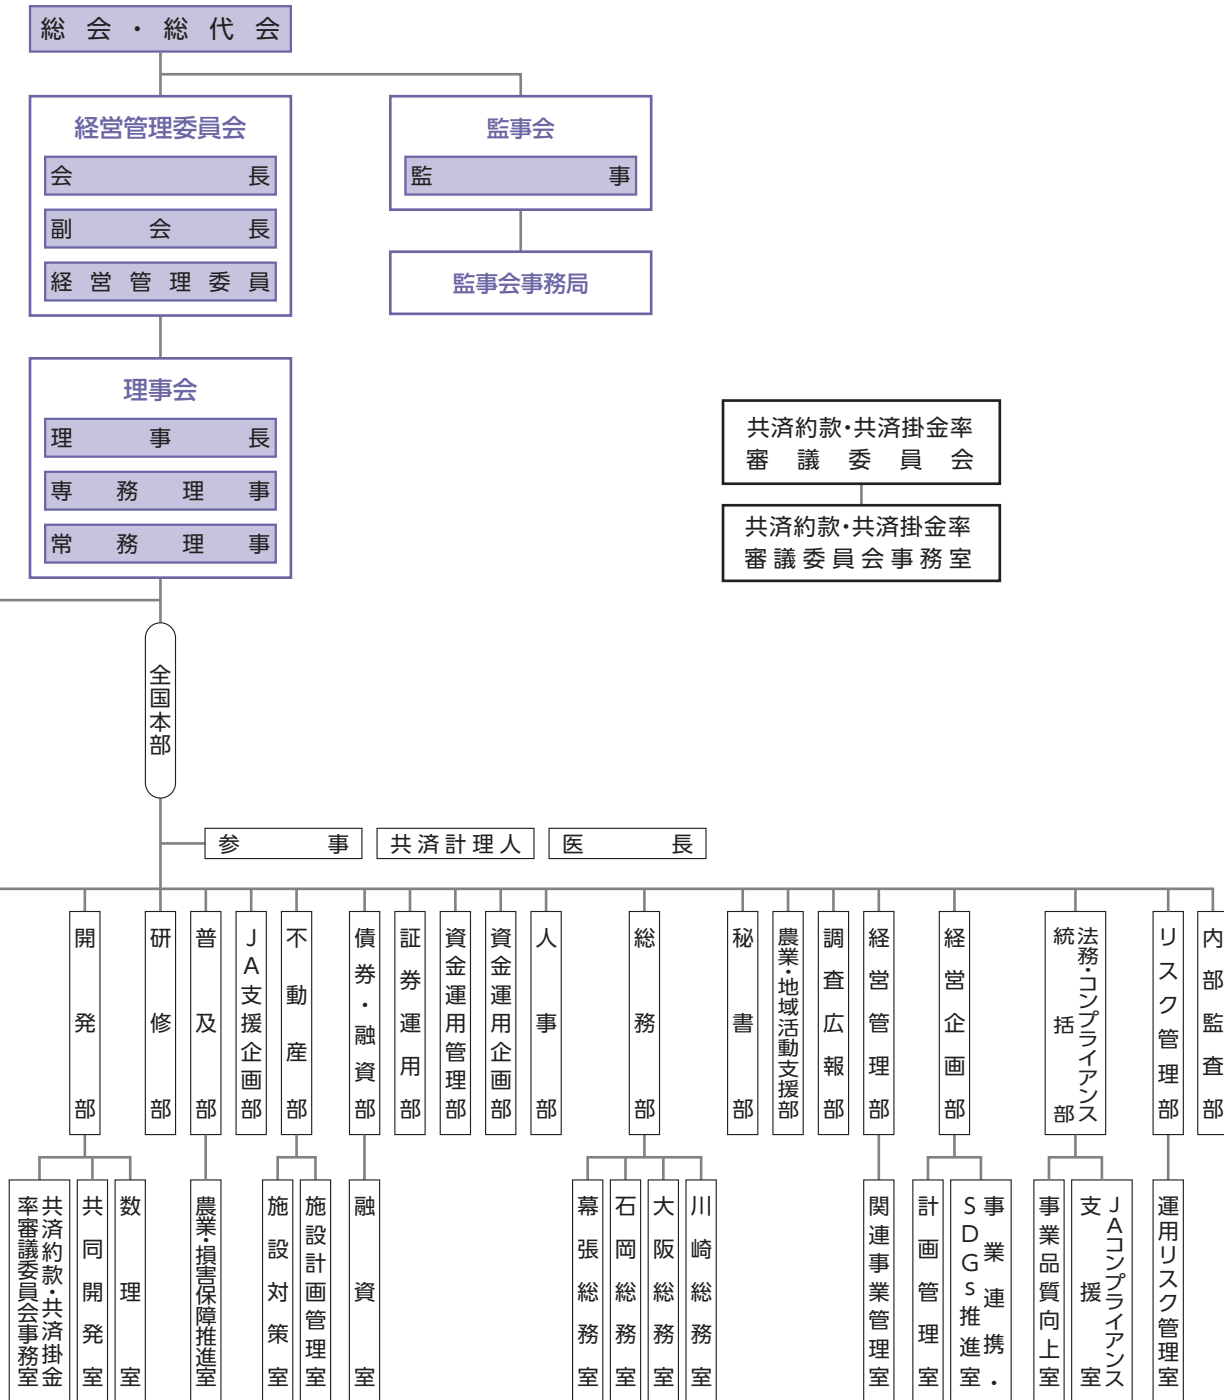 総会・総代会
経営管理委員会
会長
副会長
経営管理委員
監事会
監事
監事会事務局
理事会
理事長
専務理事
常務理事
共済約款・共済掛金率
審議委員会
共済約款・共済掛金率
審議委員会事務室
全国本部
参事
共済計理人
医長
開発部
研修部
普及部
JA支援企画部
不動産部
債券・融資部
証券運用部
資金運用管理部
資金運用企画部
人事部
総務部
秘書部
農業・地域活動支援部
調査広報部
経営管理部
経営企画部
法務・コンプライアンス
統括部
リスク管理部
内部監査部
共済約款・共済掛金
率審議委員会事務室
共同開発室
数理室
農業・損害保障推進室
施設対策室
施設計画管理室
融資室
幕張総務室
石岡総務室
大阪総務室
川崎総務室
関連事業管理室
計画管理室
事業連携・
SDGs推進室
事業品質向上室
JAコンプライアンス
支援室
運用リスク管理室